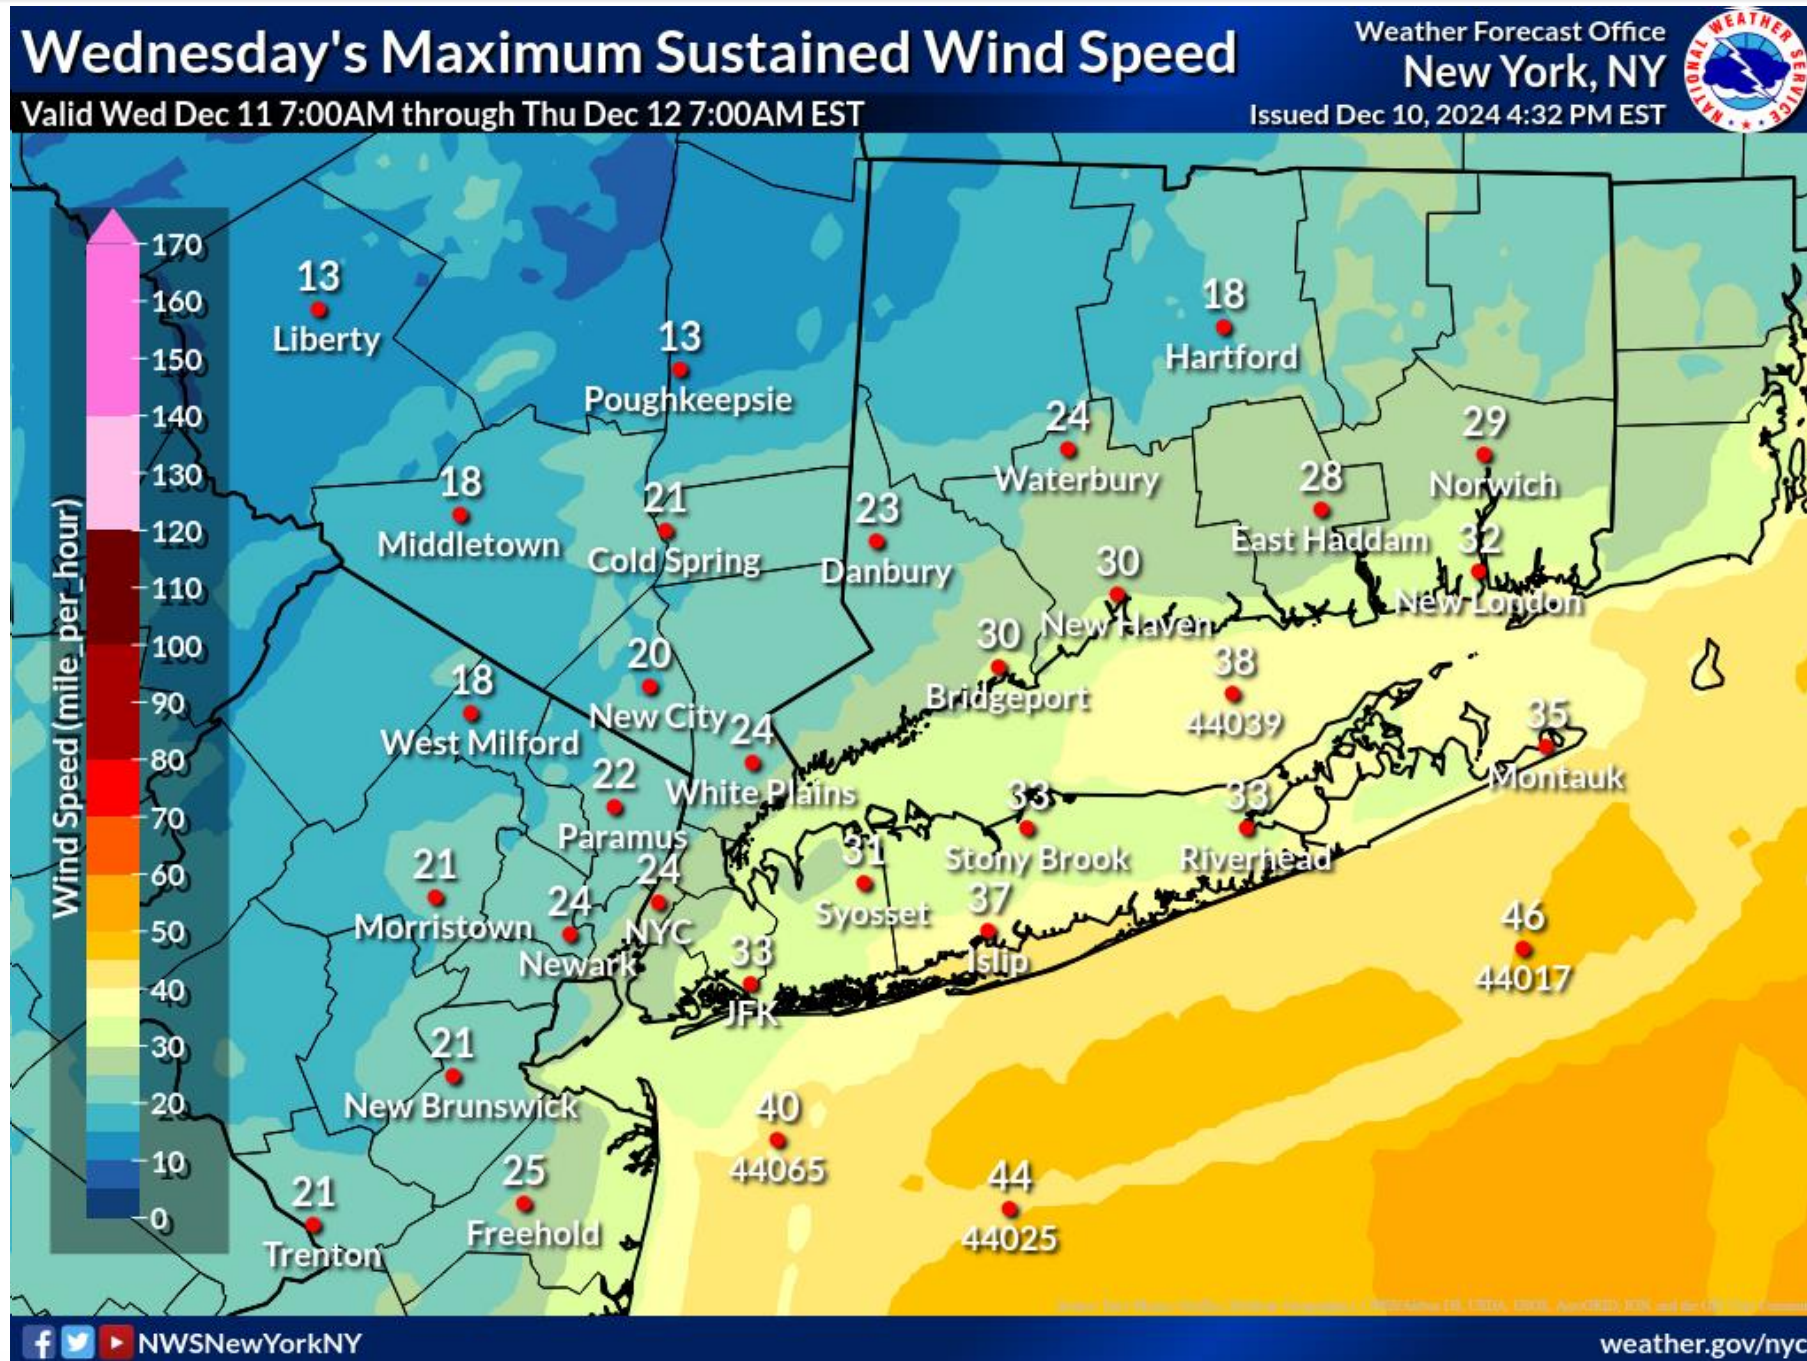 Wednesday's Maximum Sustained Wind Speed
Valid Wed Dec 11 7:00AM through Thu Dec 12 7:00AM EST
Weather Forecast Office
New York, NY
Issued Dec 10, 2024 4:32 PM EST
NATIONAL WEATHER SERVICE
Wind Speed (mile_per_hour)
170
160
150
140
130
120
110
100
90
80
70
60
50
40
30
20
10
0
13
Liberty
13
Poughkeepsie
18
Hartford
24
Waterbury
29
Norwich
18
Middletown
21
Cold Spring
23
Danbury
28
East Haddam
32
New London
30
New Haven
30
Bridgeport
38
44039
35
Montauk
18
West Milford
20
New City
24
White Plains
22
Paramus
33
Stony Brook
33
Riverhead
21
Morristown
24
Newark
24
NYC
31
Syosset
37
Islip
33
JFK
46
44017
21
New Brunswick
40
44065
44
44025
25
Freehold
21
Trenton
NWSNewYorkNY
weather.gov/nyc